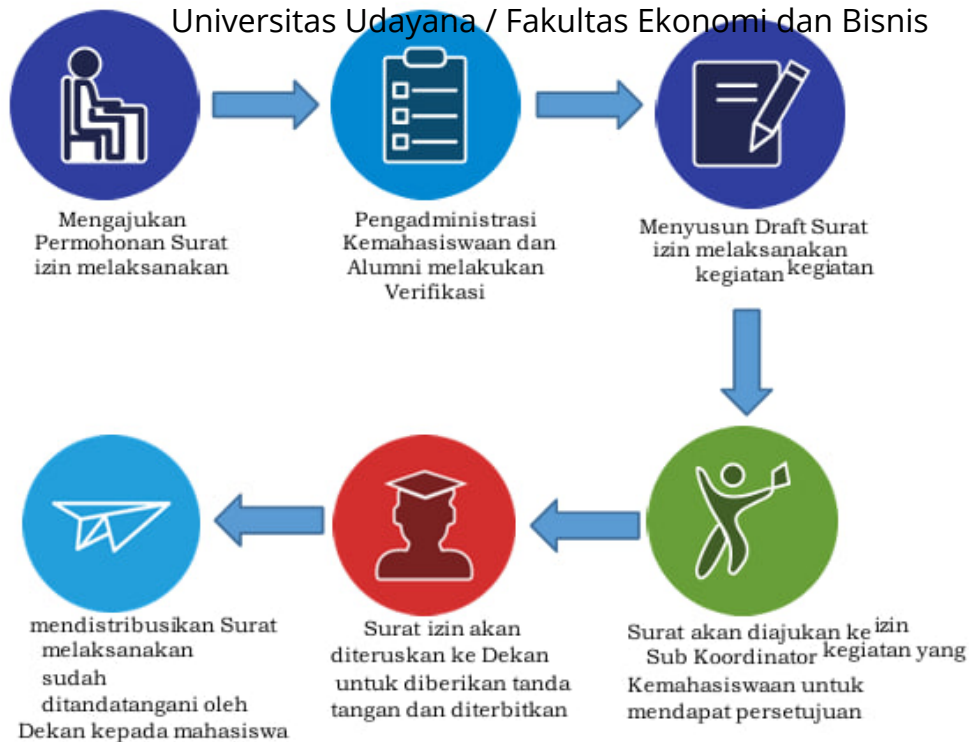 Universitas Udayana / Fakultas Ekonomi dan Bisnis
Mengajukan
Permohonan Surat
izin melaksanakan
Pengadministrasi
Kemahasiswaan dan
Alumni melakukan
Verifikasi
Menyusun Draft Surat
izin melaksanakan
kegiatan kegiatan
mendistribusikan Surat
melaksanakan
sudah
ditandatangani oleh
Dekan kepada mahasiswa
Surat izin akan
diteruskan ke Dekan
untuk diberikan tanda
tangan dan diterbitkan
Surat akan diajukan ke izin
Sub Koordinator kegiatan yang
Kemahasiswaan untuk
mendapat persetujuan